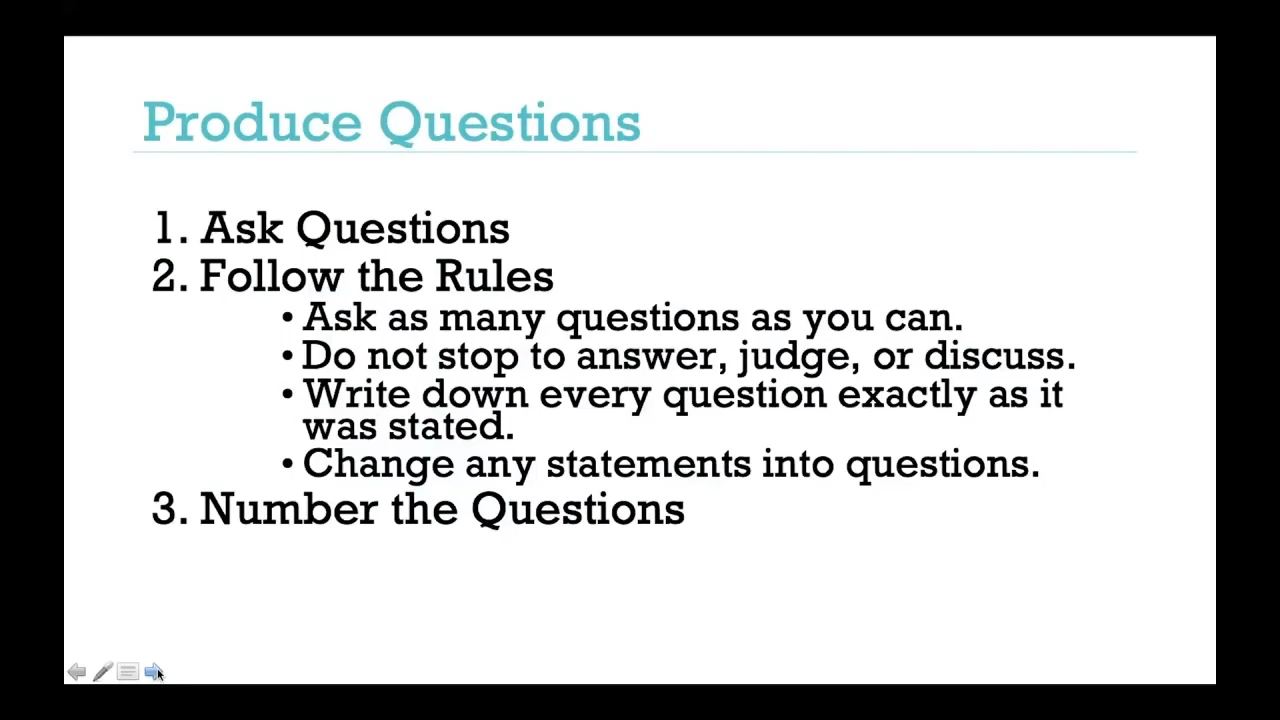 Produce Questions
1. Ask Questions
2. Follow the Rules
• Ask as many questions as you can.
• Do not stop to answer, judge, or discuss.
• Write down every question exactly as it
was stated.
• Change any statements into questions.
3. Number the Questions